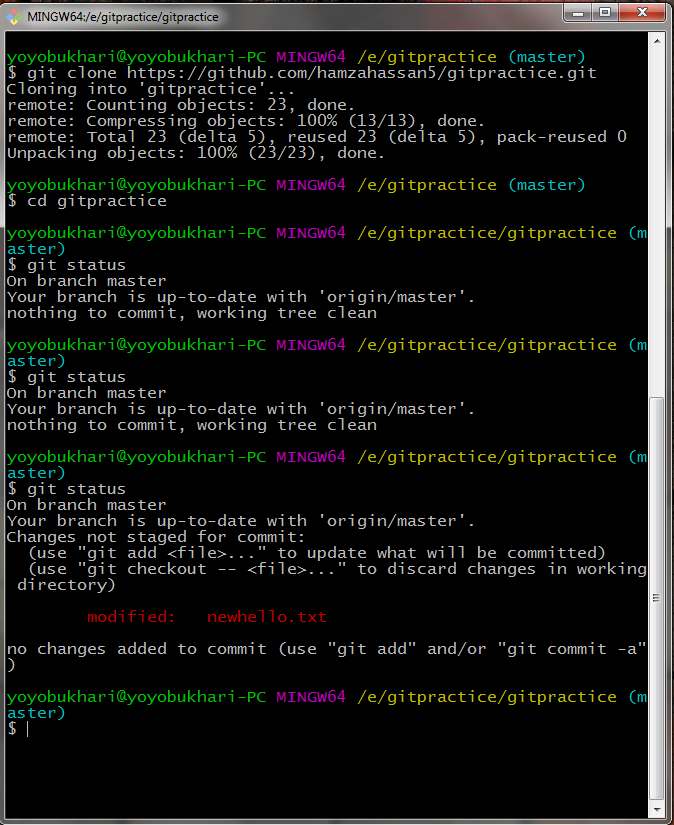 MINGW64:/e/gitpractice/gitpractice
yoyobukhari@yoyobukhari-PC MINGW64 /e/gitpractice (master)
$ git clone https://github.com/hamzahassan5/gitpractice.git
Cloning into 'gitpractice'...
remote: Counting objects: 23, done.
remote: Compressing objects: 100% (13/13), done.
remote: Total 23 (delta 5), reused 23 (delta 5), pack-reused 0
Unpacking objects: 100% (23/23), done.
yoyobukhari@yoyobukhari-PC MINGW64 /e/gitpractice (master)
$ cd gitpractice
yoyobukhari@yoyobukhari-PC MINGW64 /e/gitpractice/gitpractice (m
aster)
$ git status
On branch master
Your branch is up-to-date with 'origin/master'.
nothing to commit, working tree clean
yoyobukhari@yoyobukhari-PC MINGW64 /e/gitpractice/gitpractice (m
aster)
$ git status
On branch master
Your branch is up-to-date with 'origin/master'.
nothing to commit, working tree clean
yoyobukhari@yoyobukhari-PC MINGW64 /e/gitpractice/gitpractice (m
aster)
$ git status
On branch master
Your branch is up-to-date with 'origin/master'.
Changes not staged for commit:
  (use "git add <file>..." to update what will be committed)
  (use "git checkout -- <file>..." to discard changes in working
 directory)
        modified:   newhello.txt
no changes added to commit (use "git add" and/or "git commit -a"
)
yoyobukhari@yoyobukhari-PC MINGW64 /e/gitpractice/gitpractice (m
aster)
$